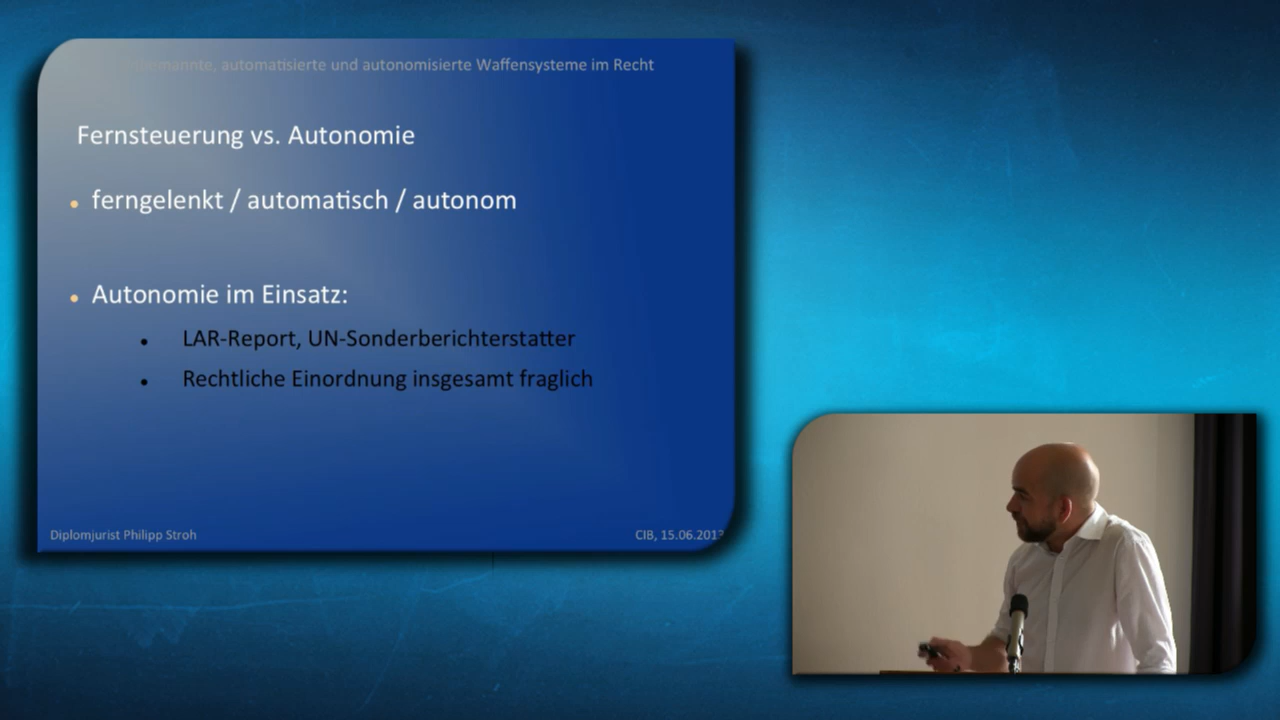 automatisierte und autonomisierte Waffensysteme im Recht
Fernsteuerung vs. Autonomie
• ferngelenkt / automatisch / autonom
• Autonomie im Einsatz:
• LAR-Report, UN-Sonderberichterstatter
• Rechtliche Einordnung insgesamt fraglich
Diplomjurist Philipp Stroh
CIB, 15.06.2013